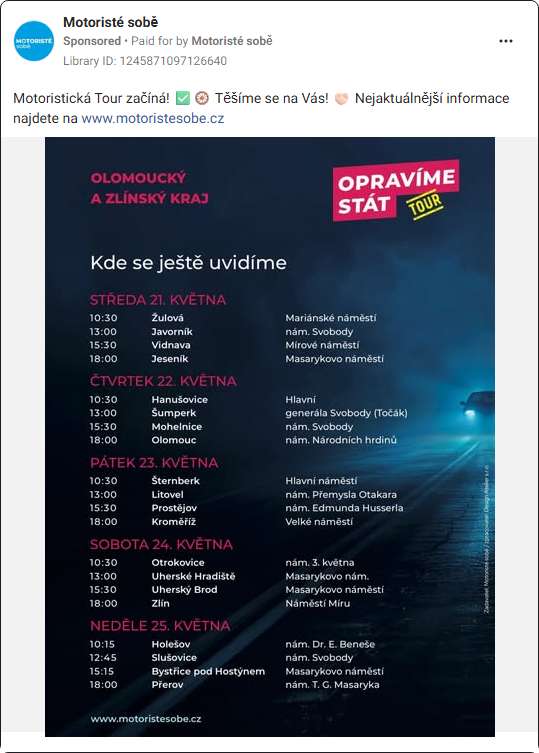 Motoristé sobě
MOTORISTÉ
sobě
Sponsored • Paid for by Motoristé sobě
Library ID: 1245871097126640
Motoristická Tour začíná! ✅ 🛞 Těšíme se na Vás! 🤝🏻 Nejaktuálnější informace
najdete na www.motoristesobe.cz
OLOMOUCKÝ
A ZLÍNSKÝ KRAJ
OPRAVÍME
STÁT
TOUR
Kde se ještě uvidíme
STŘEDA 21. KVĚTNA
10:30 Žulová Mariánské náměstí
13:00 Javorník nám. Svobody
15:30 Vidnava Mírové náměstí
18:00 Jeseník Masarykovo náměstí
ČTVRTEK 22. KVĚTNA
10:30 Hanušovice Hlavní
13:00 Šumperk generála Svobody (Točák)
15:30 Mohelnice nám. Svobody
18:00 Olomouc nám. Národních hrdinů
PÁTEK 23. KVĚTNA
10:30 Šternberk Hlavní náměstí
13:00 Litovel nám. Přemysla Otakara
15:30 Prostějov nám. Edmunda Husserla
18:00 Kroměříž Velké náměstí
SOBOTA 24. KVĚTNA
10:30 Otrokovice nám. 3. května
13:00 Uherské Hradiště Masarykovo nám.
15:30 Uherský Brod Masarykovo náměstí
18:00 Zlín Náměstí Míru
NEDĚLE 25. KVĚTNA
10:15 Holešov nám. Dr. E. Beneše
12:45 Slušovice nám. Svobody
15:15 Bystřice pod Hostýnem Masarykovo náměstí
18:00 Přerov nám. T. G. Masaryka
www.motoristesobe.cz
Zadavatel: Motoristé sobě / zpracovatel: Design Atelier s.r.o.